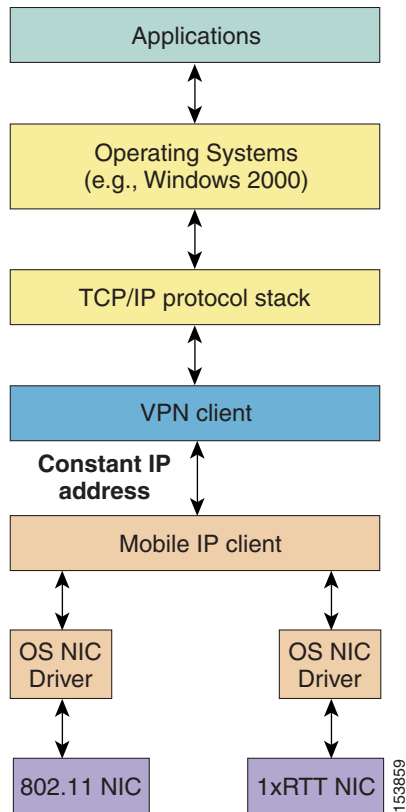 Applications
Operating Systems
(e.g., Windows 2000)
TCP/IP protocol stack
VPN client
Constant IP
address
Mobile IP client
OS NIC
Driver
OS NIC
Driver
802.11 NIC
1xRTT NIC
153859